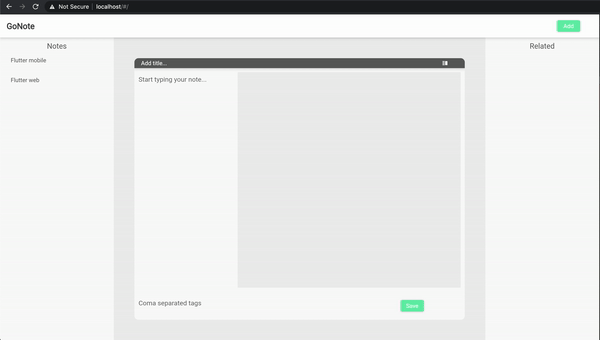 Not Secure | localhost/#/
GoNote
Add
Notes
Related
Flutter mobile
Flutter web
Add title...
Start typing your note...
Coma separated tags
Save